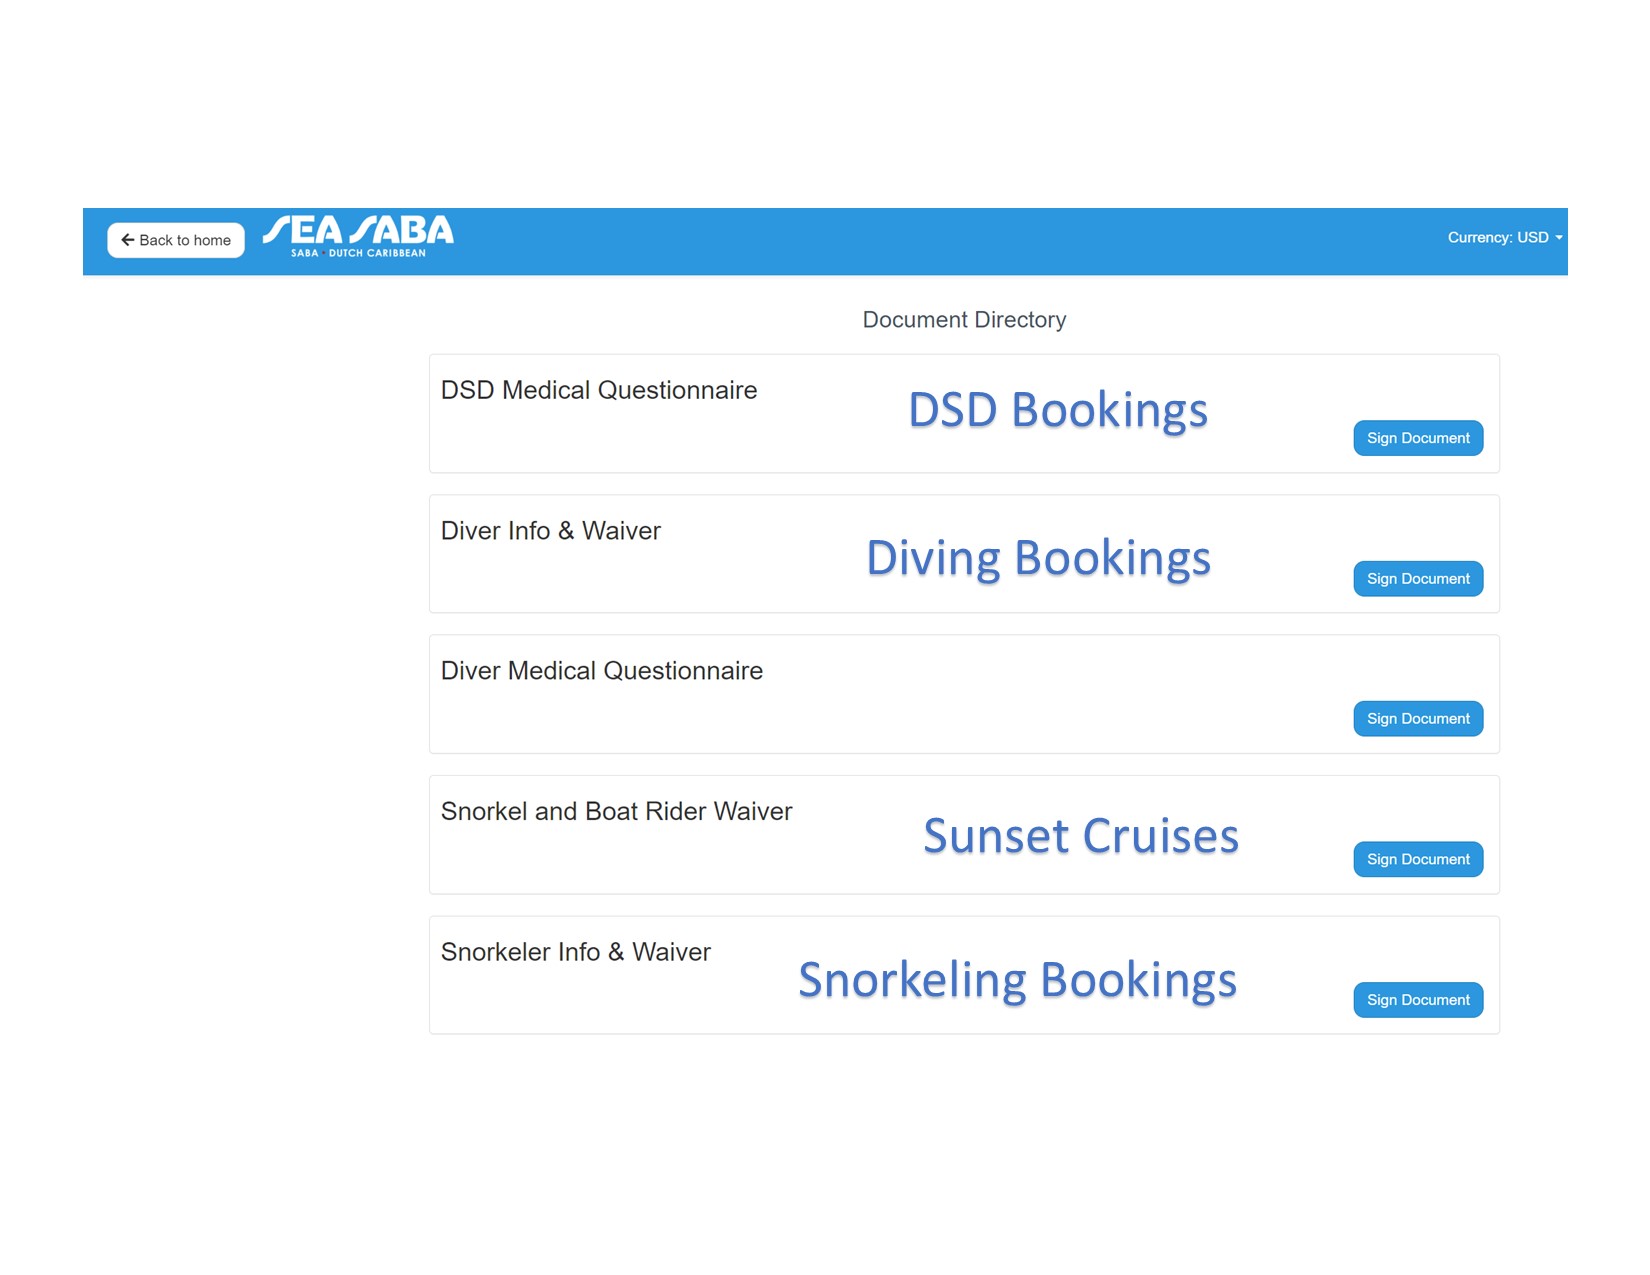 Back to home
SEA SABA
SABA • DUTCH CARIBBEAN
Currency: USD
Document Directory
DSD Medical Questionnaire
DSD Bookings
Sign Document
Diver Info & Waiver
Diving Bookings
Sign Document
Diver Medical Questionnaire
Sign Document
Snorkel and Boat Rider Waiver
Sunset Cruises
Sign Document
Snorkeler Info & Waiver
Snorkeling Bookings
Sign Document